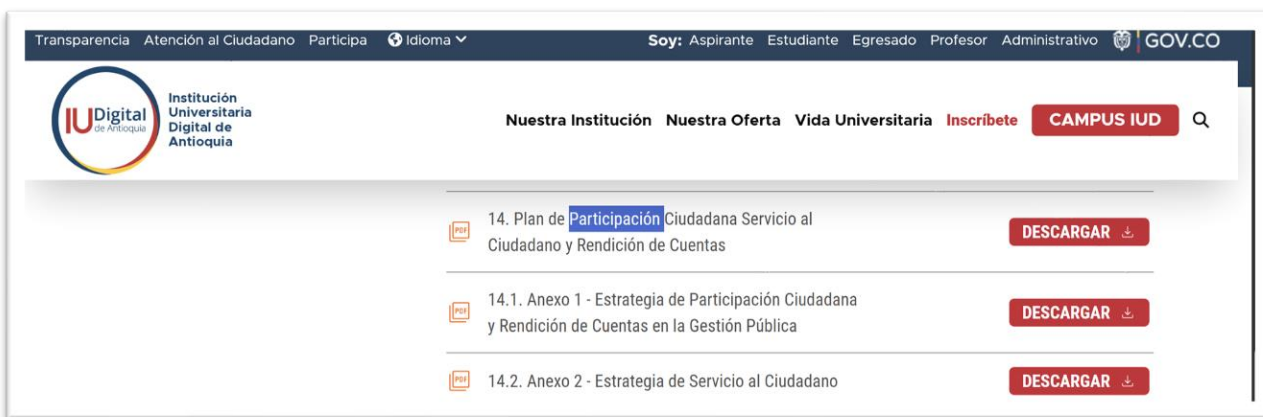 Transparencia Atención al Ciudadano Participa Idioma Soy: Aspirante Estudiante Egresado Profesor Administrativo GOV.CO
IUDigital
de Antioquia
Institución
Universitaria
Digital de
Antioquia
Nuestra Institución Nuestra Oferta Vida Universitaria Inscríbete CAMPUS IUD
PDF
14. Plan de Participación Ciudadana Servicio al
Ciudadano y Rendición de Cuentas
DESCARGAR
PDF
14.1. Anexo 1 - Estrategia de Participación Ciudadana
y Rendición de Cuentas en la Gestión Pública
DESCARGAR
PDF
14.2. Anexo 2 - Estrategia de Servicio al Ciudadano
DESCARGAR